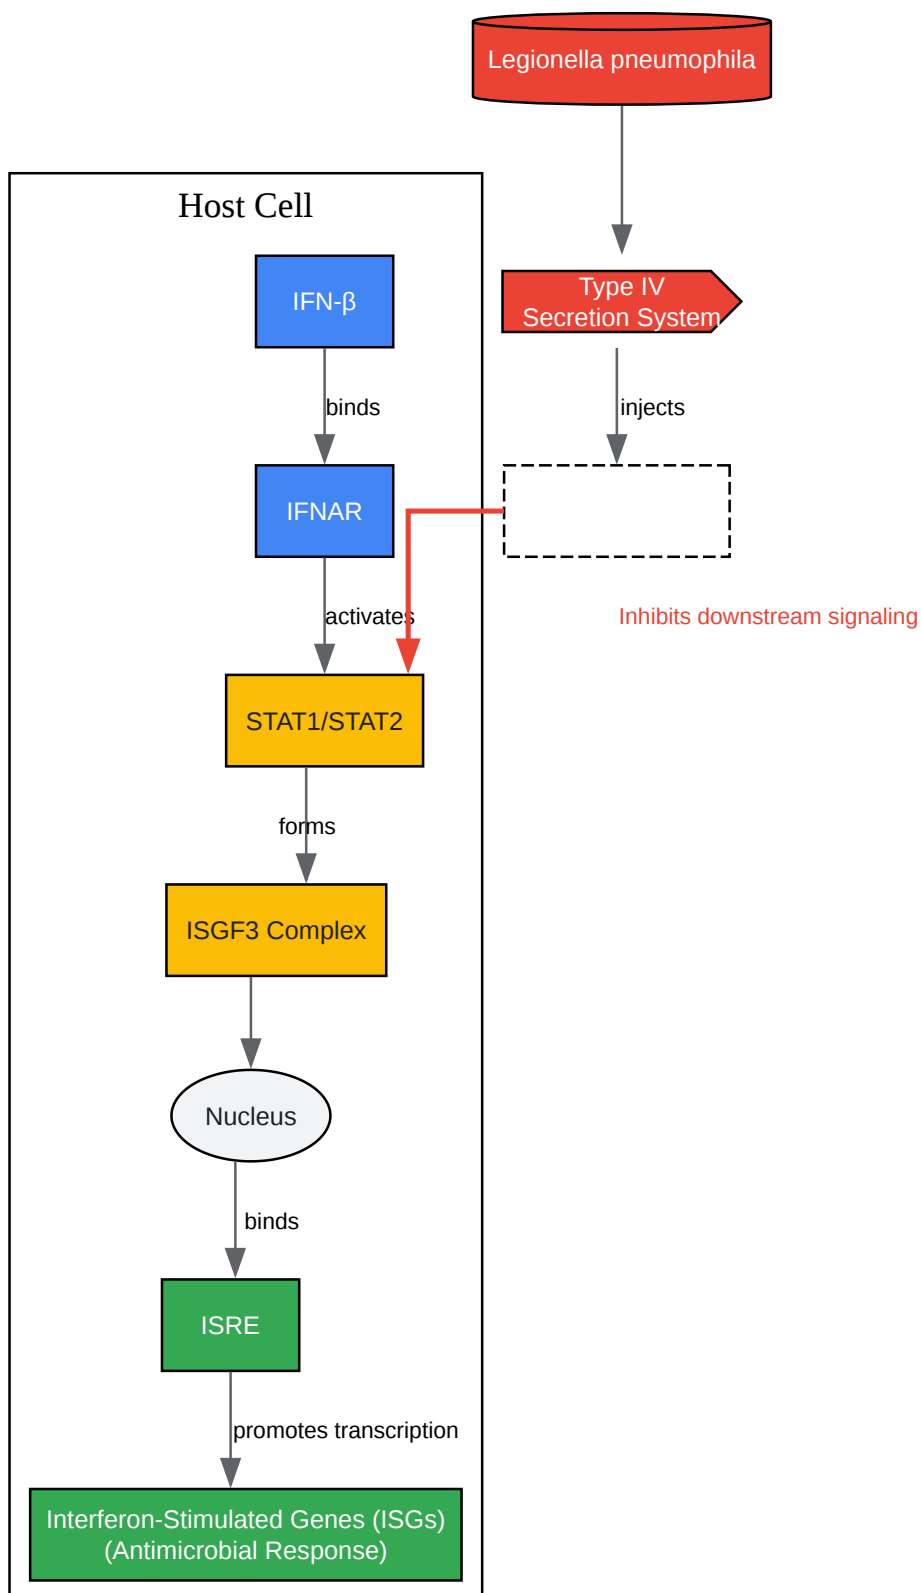 Legionella pneumophila
Host Cell
IFN-β
Type IV
Secretion System
binds
injects
IFNAR
activates
Inhibits downstream signaling
STAT1/STAT2
forms
ISGF3 Complex
Nucleus
binds
ISRE
promotes transcription
Interferon-Stimulated Genes (ISGs)
(Antimicrobial Response)